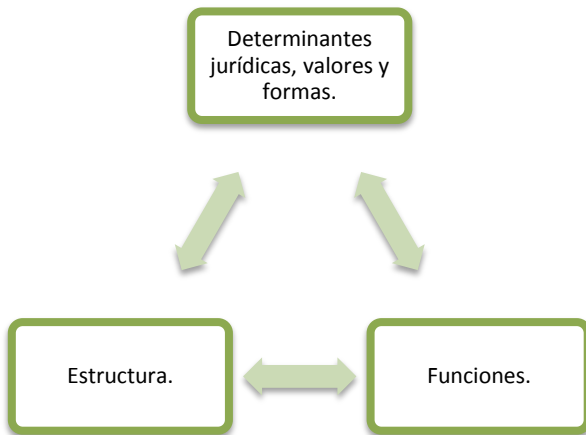 Determinantes
jurídicas, valores y
formas.
Estructura.
Funciones.